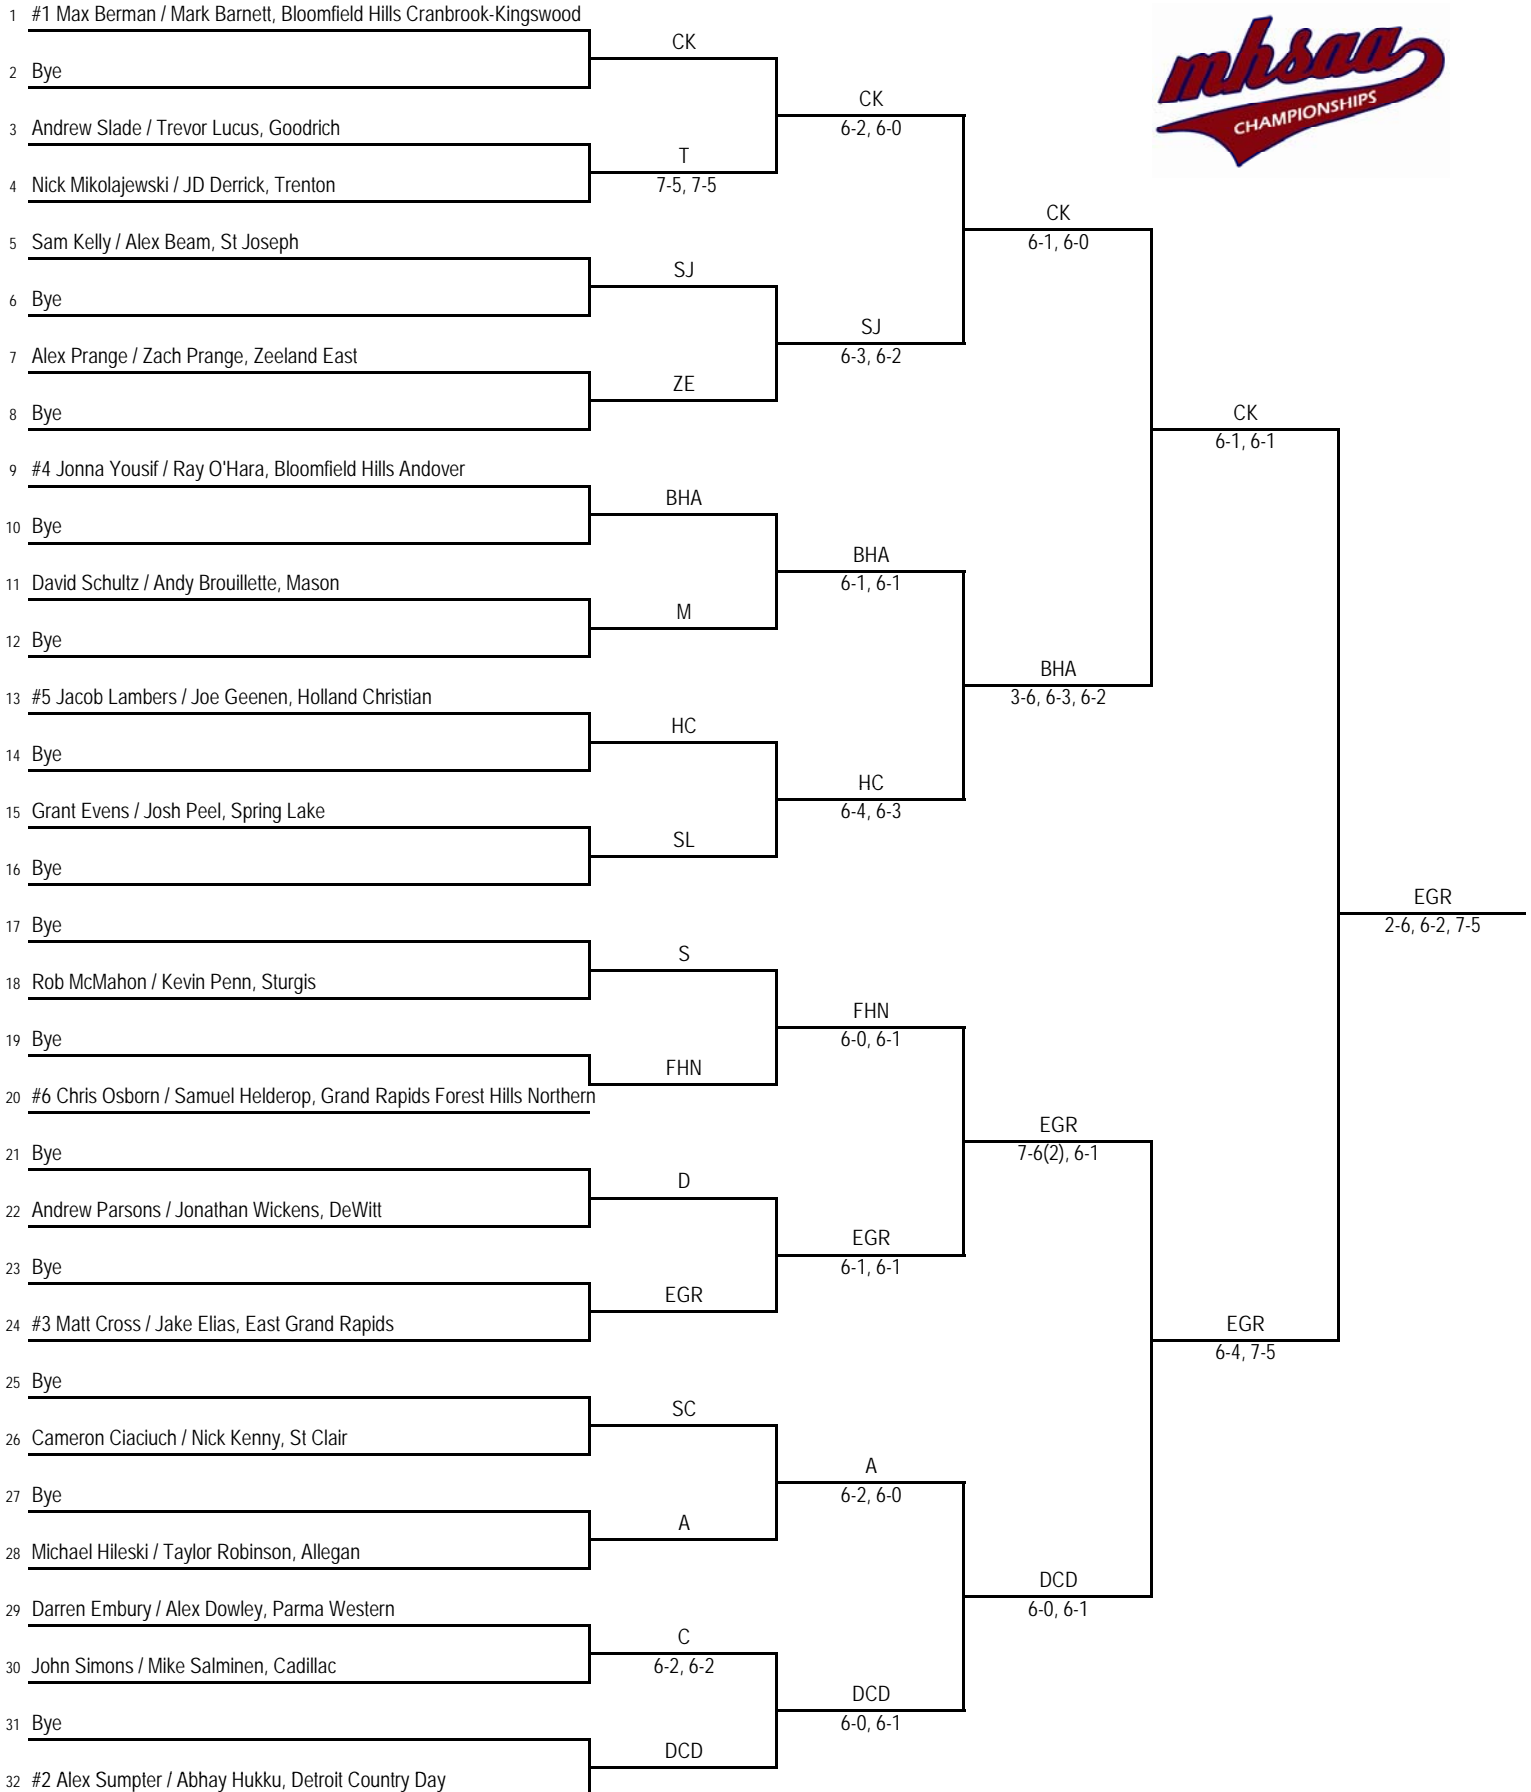 1 #1 Max Berman / Mark Barnett, Bloomfield Hills Cranbrook-Kingswood
CK
2 Bye
CK
6-2, 6-0
3 Andrew Slade / Trevor Lucus, Goodrich
T
7-5, 7-5
4 Nick Mikolajewski / JD Derrick, Trenton
CK
6-1, 6-0
5 Sam Kelly / Alex Beam, St Joseph
SJ
6 Bye
SJ
6-3, 6-2
7 Alex Prange / Zach Prange, Zeeland East
ZE
8 Bye
CK
6-1, 6-1
9 #4 Jonna Yousif / Ray O'Hara, Bloomfield Hills Andover
BHA
10 Bye
BHA
6-1, 6-1
11 David Schultz / Andy Brouillette, Mason
M
12 Bye
BHA
3-6, 6-3, 6-2
13 #5 Jacob Lambers / Joe Geenen, Holland Christian
HC
14 Bye
HC
6-4, 6-3
15 Grant Evens / Josh Peel, Spring Lake
SL
16 Bye
EGR
2-6, 6-2, 7-5
17 Bye
S
18 Rob McMahon / Kevin Penn, Sturgis
FHN
6-0, 6-1
19 Bye
FHN
20 #6 Chris Osborn / Samuel Helderop, Grand Rapids Forest Hills Northern
EGR
7-6(2), 6-1
21 Bye
D
22 Andrew Parsons / Jonathan Wickens, DeWitt
EGR
6-1, 6-1
23 Bye
EGR
24 #3 Matt Cross / Jake Elias, East Grand Rapids
EGR
6-4, 7-5
25 Bye
SC
26 Cameron Ciaciuch / Nick Kenny, St Clair
A
6-2, 6-0
27 Bye
A
28 Michael Hileski / Taylor Robinson, Allegan
DCD
6-0, 6-1
29 Darren Embury / Alex Dowley, Parma Western
C
6-2, 6-2
30 John Simons / Mike Salminen, Cadillac
DCD
6-0, 6-1
31 Bye
DCD
32 #2 Alex Sumpter / Abhay Hukku, Detroit Country Day
mhsaa
CHAMPIONSHIPS